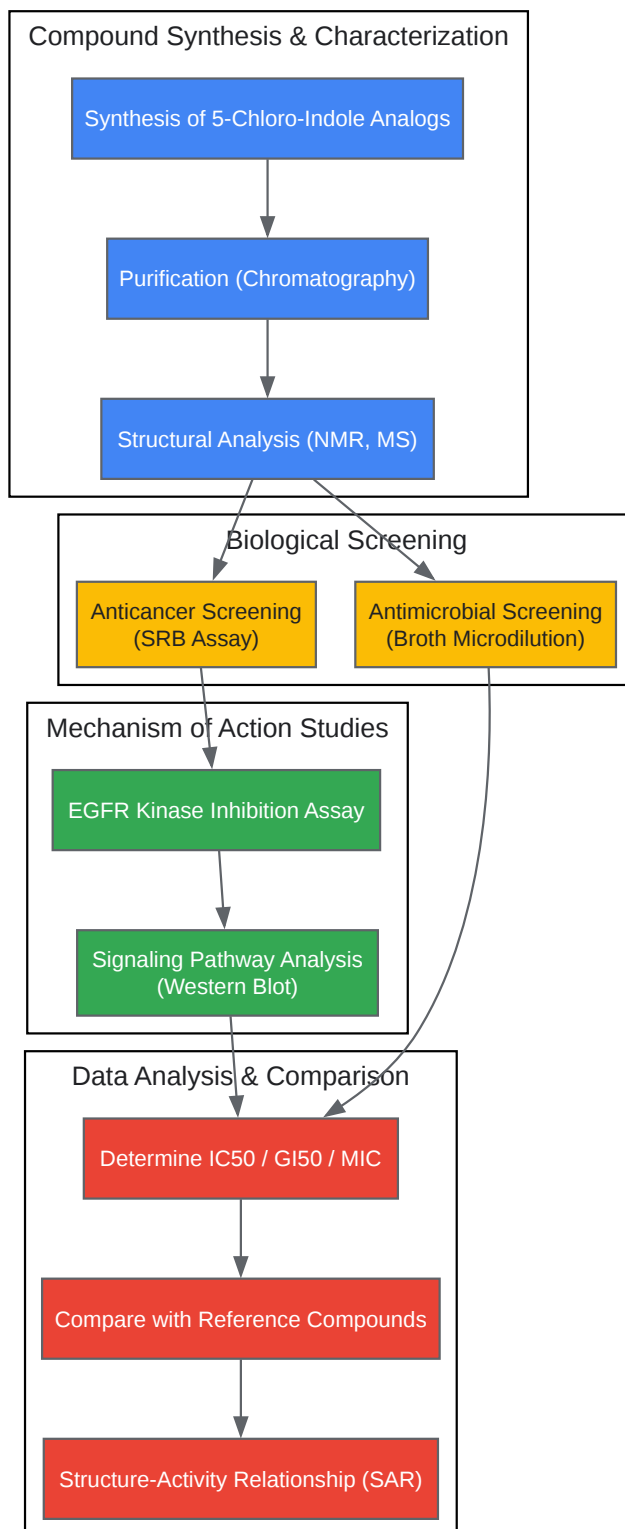 Compound Synthesis & Characterization
Synthesis of 5-Chloro-Indole Analogs
Purification (Chromatography)
Structural Analysis (NMR, MS)
Biological Screening
Anticancer Screening
(SRB Assay)
Antimicrobial Screening
(Broth Microdilution)
Mechanism of Action Studies
EGFR Kinase Inhibition Assay
Signaling Pathway Analysis
(Western Blot)
Data Analysis & Comparison
Determine IC50 / GI50 / MIC
Compare with Reference Compounds
Structure-Activity Relationship (SAR)